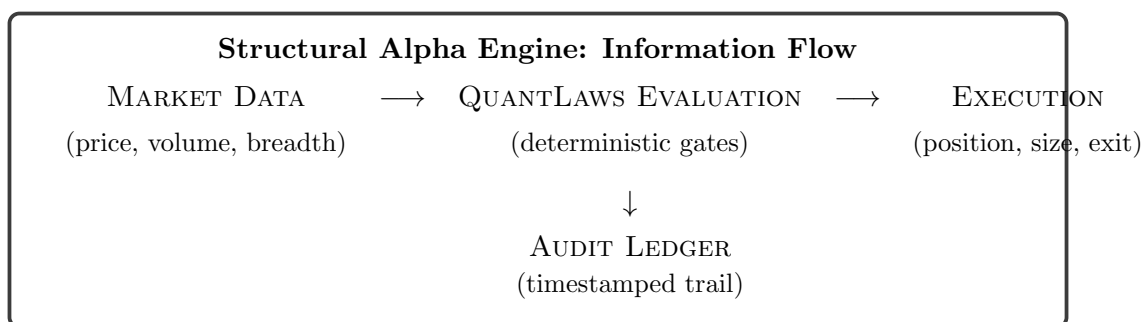 Structural Alpha Engine: Information Flow
Market Data ⟶ QuantLaws Evaluation ⟶ Execution
(price, volume, breadth) (deterministic gates) (position, size, exit)
↓
Audit Ledger
(timestamped trail)